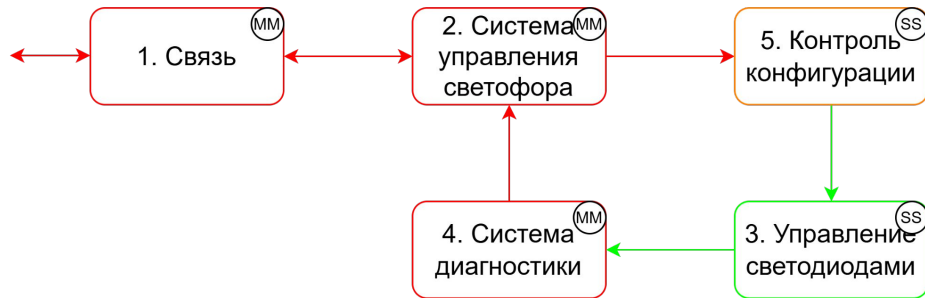 MM
1. Связь
MM
2. Система
управления
светофора
SS
5. Контроль
конфигурации
MM
4. Система
диагностики
SS
3. Управление
светодиодами